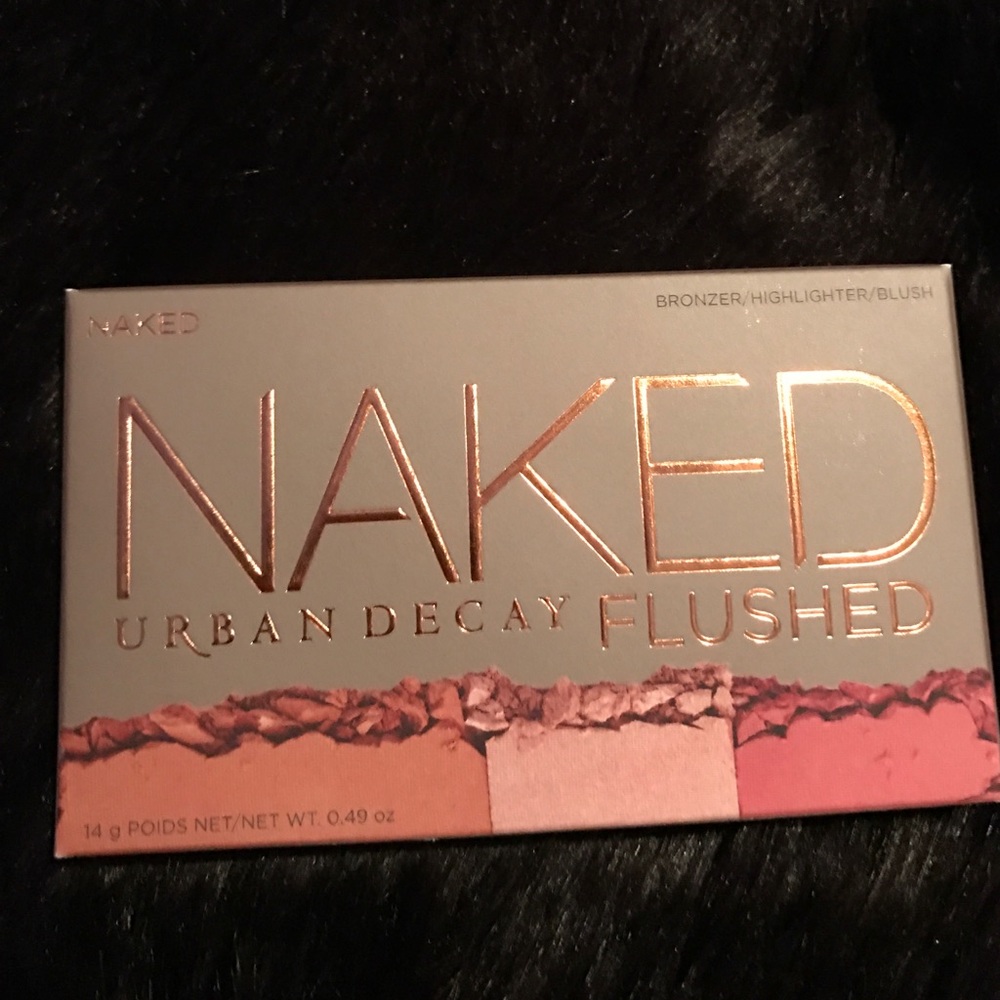 BRONZER/HIGHLIGHTER/BLUSH
NAKED
NAKED
URBAN DECAY FLUSHED
14 g POIDS NET/NET WT. 0.49 oz